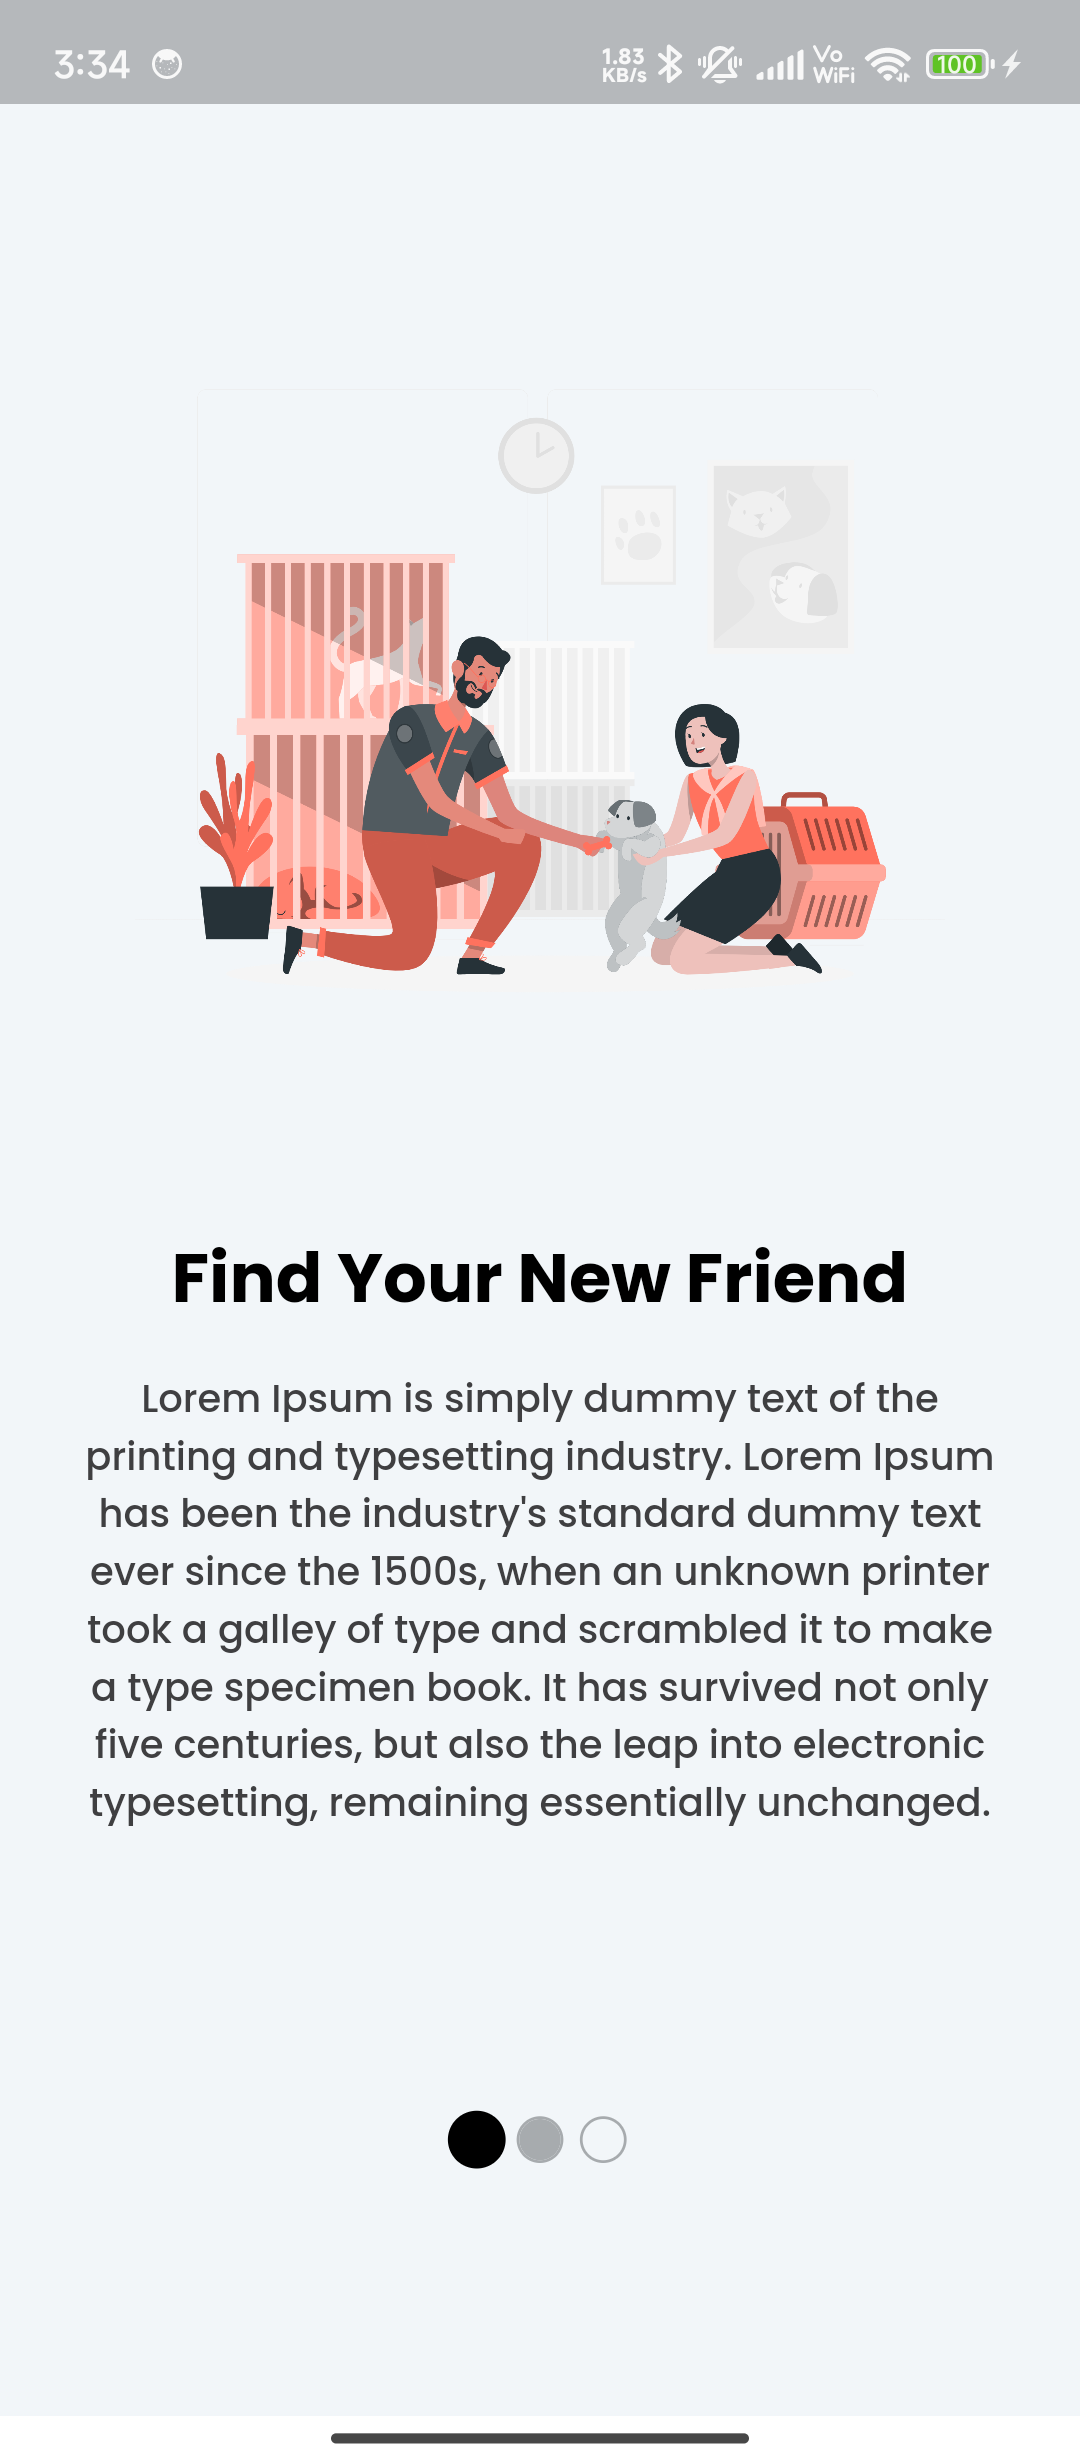 3:34
1.83
KB/s
Vo
WiFi
100
Find Your New Friend
Lorem Ipsum is simply dummy text of the
printing and typesetting industry. Lorem Ipsum
has been the industry's standard dummy text
ever since the 1500s, when an unknown printer
took a galley of type and scrambled it to make
a type specimen book. It has survived not only
five centuries, but also the leap into electronic
typesetting, remaining essentially unchanged.